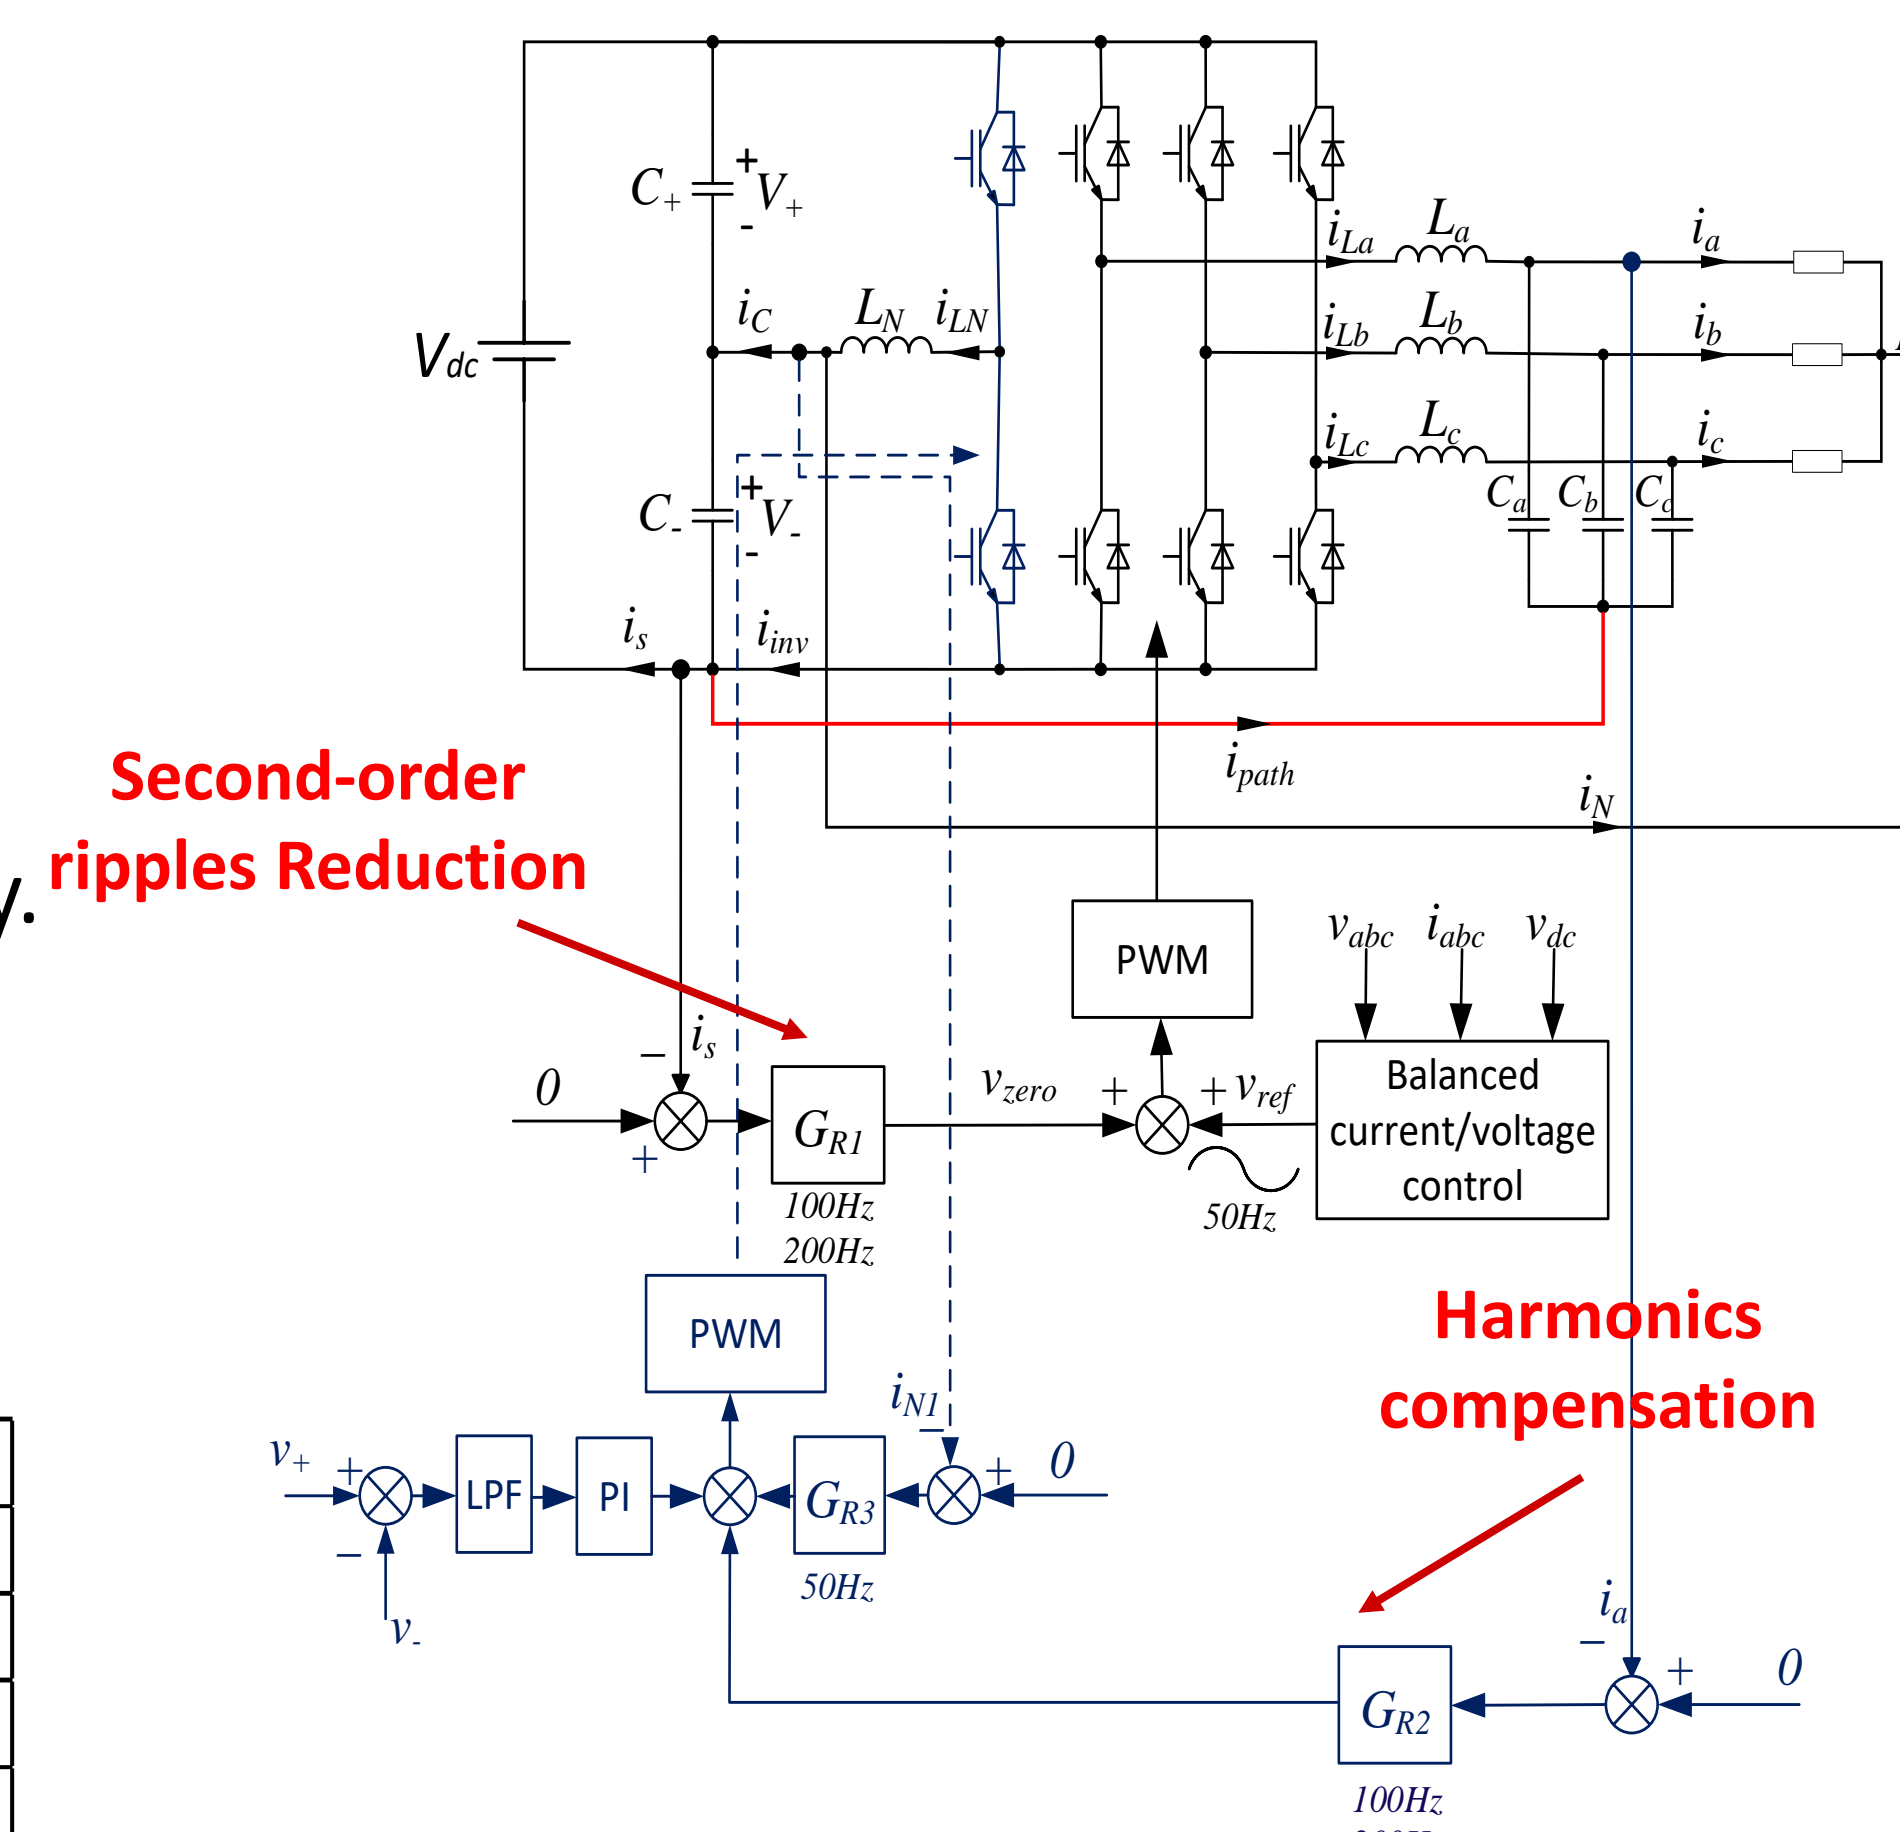 C+
+
V+
-
Vdc
iC
LN
iLN
iLa
La
ia
iLb
Lb
ib
iLc
Lc
ic
C-
+
V-
-
Ca
Cb
Cc
is
iinv
ipath
iN
Second-order
ripples Reduction
y.
PWM
vabc
iabc
vdc
is
−
0
+
GR1
100Hz
200Hz
vzero
+
+
vref
50Hz
Balanced
current/voltage
control
Harmonics
compensation
PWM
iN1
−
v+
+
−
v-
LPF
PI
GR3
50Hz
+
0
ia
−
+
0
GR2
100Hz